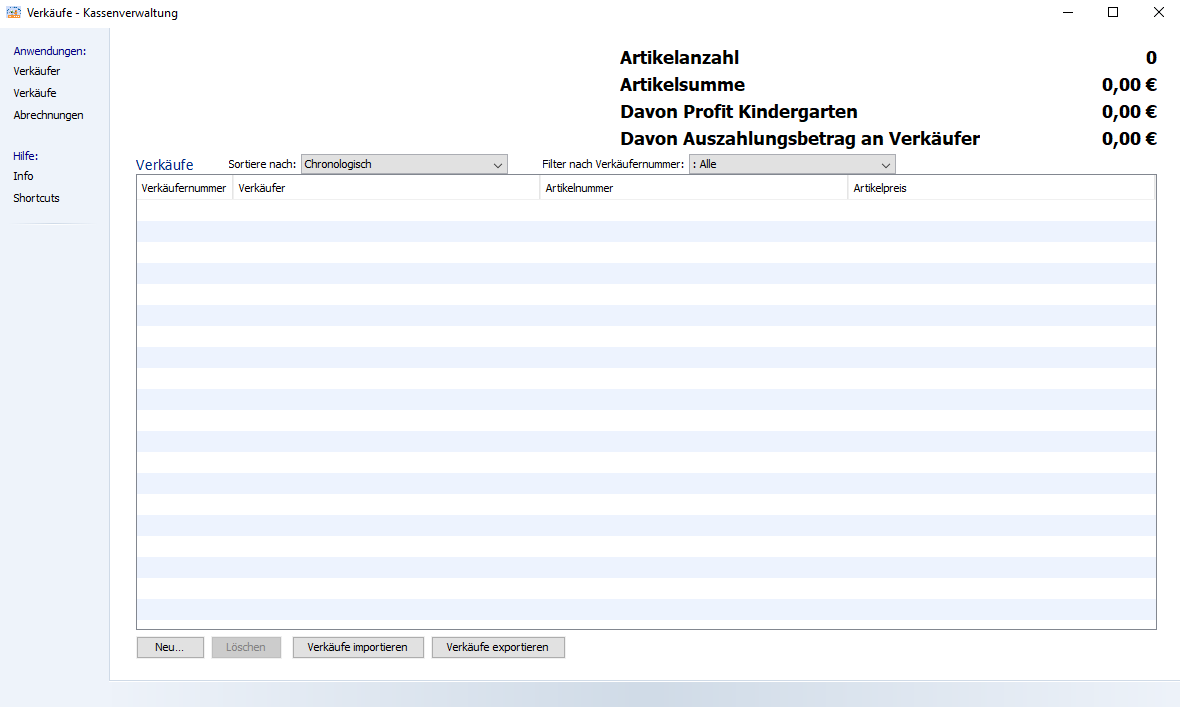 Verkäufe - Kassenverwaltung
Anwendungen:
Verkäufer
Verkäufe
Abrechnungen
Hilfe:
Info
Shortcuts
Artikelanzahl 0
Artikelsumme 0,00 €
Davon Profit Kindergarten 0,00 €
Davon Auszahlungsbetrag an Verkäufer 0,00 €
Verkäufe Sortiere nach: Chronologisch Filter nach Verkäufernummer: : Alle
Verkäufernummer Verkäufer Artikelnummer Artikelpreis
Neu... Löschen Verkäufe importieren Verkäufe exportieren